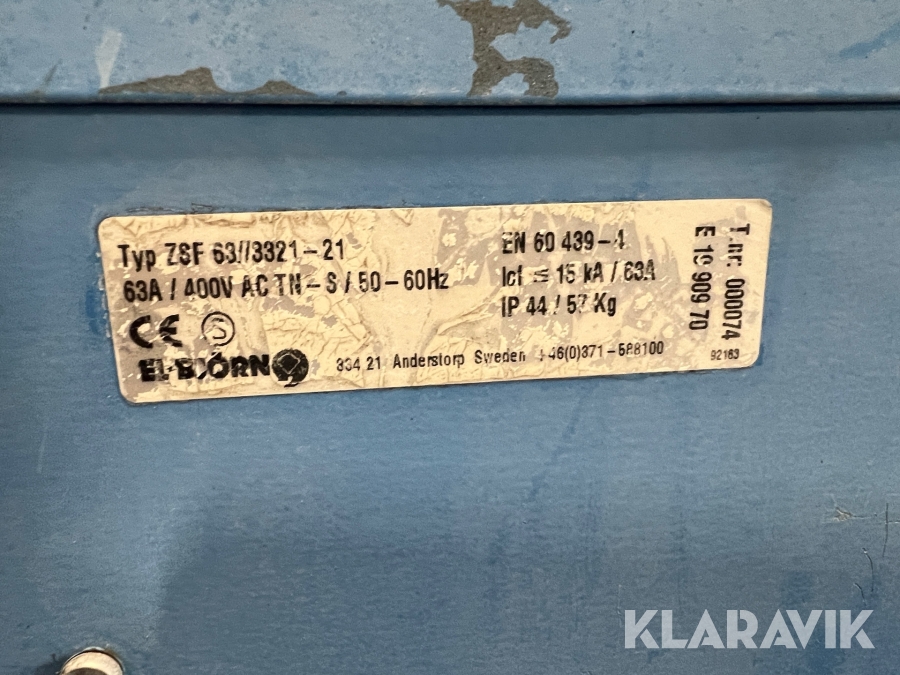 Typ ZSF 63//3321-21
63A / 400V AC TN-S / 50-60Hz
CE S
EL-BJÖRN
EN 60 439-4
Icf ≤ 15 kA / 63A
IP 44 / 57 Kg
334 21 Anderstorp Sweden +46(0)371-588100
T.nr. 000074
E 19 909 70
92163
KLARAVIK